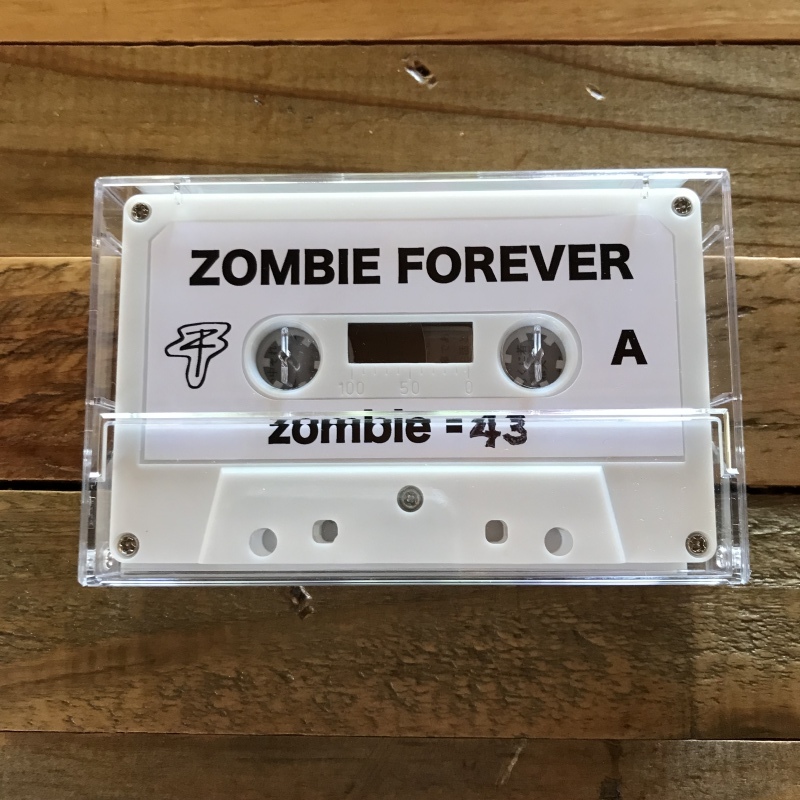 ZOMBIE FOREVER
A
100 50 0
zombie = 43